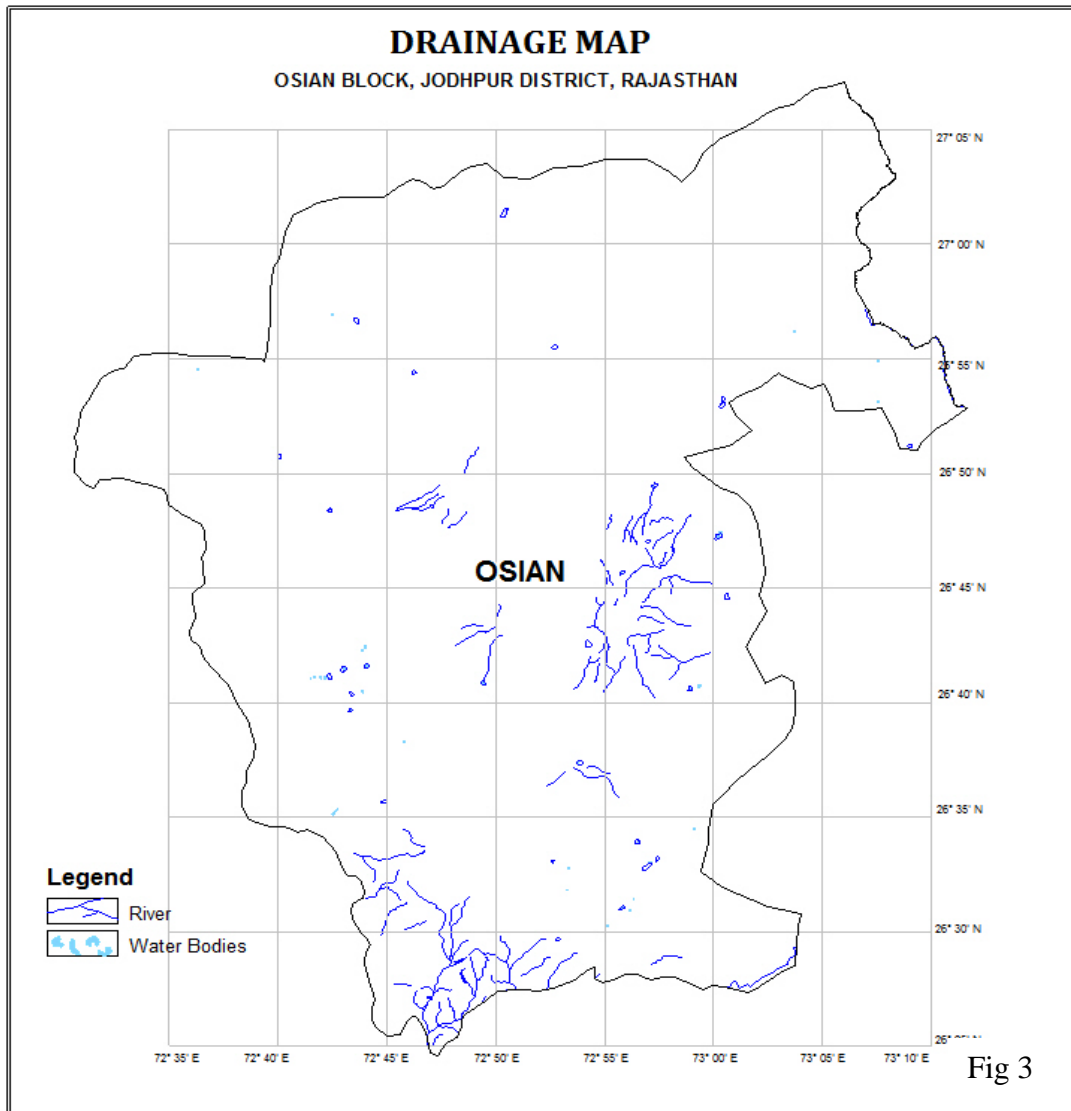 DRAINAGE MAP
OSIAN BLOCK, JODHPUR DISTRICT, RAJASTHAN
27° 05' N
27° 00' N
26° 55' N
26° 50' N
OSIAN
26° 45' N
26° 40' N
26° 35' N
Legend
River
26° 30' N
Water Bodies
72° 35' E 72° 40' E 72° 45' E 72° 50' E 72° 55' E 73° 00' E 73° 05' E 73° 10' E
Fig 3